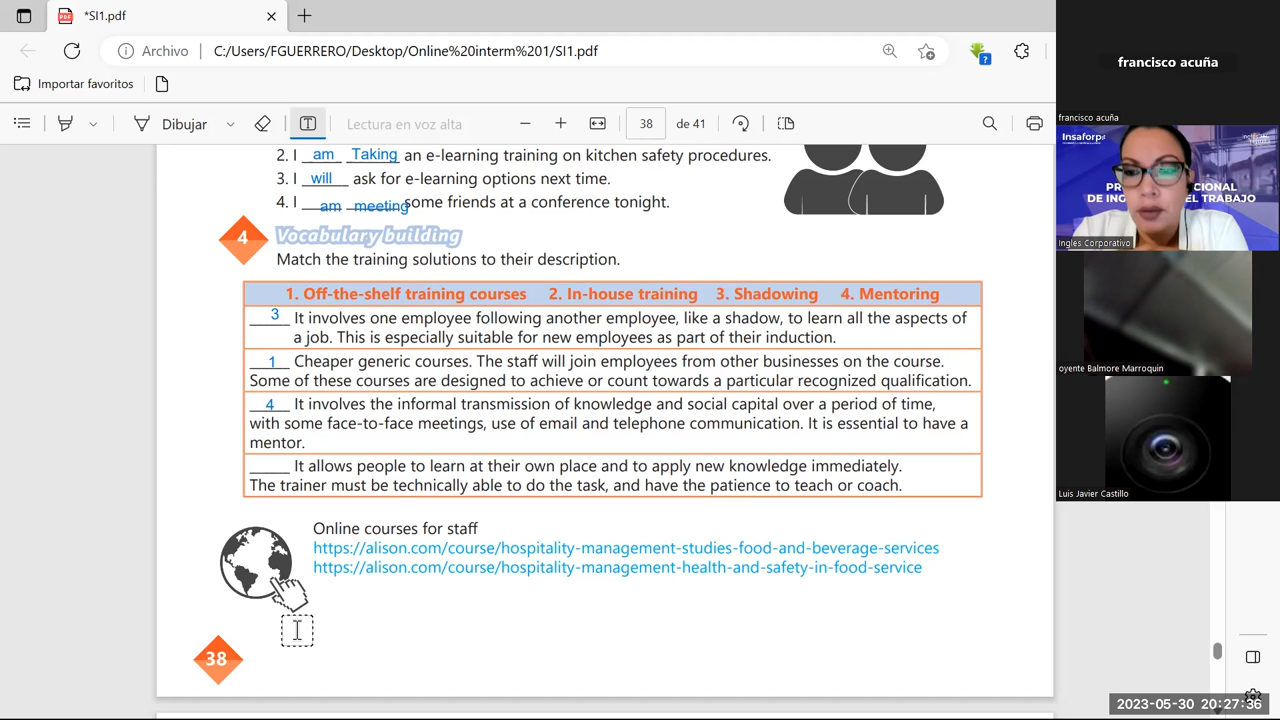 *SI1.pdf
Archivo C:/Users/FGUERRERO/Desktop/Online%20interm%201/SI1.pdf
Importar favoritos
Dibujar Lectura en voz alta 38 de 41
2. I am Taking an e-learning training on kitchen safety procedures.
3. I will ask for e-learning options next time.
4. I am meeting some friends at a conference tonight.
4 Vocabulary building
Match the training solutions to their description.
1. Off-the-shelf training courses 2. In-house training 3. Shadowing 4. Mentoring
3 It involves one employee following another employee, like a shadow, to learn all the aspects of
a job. This is especially suitable for new employees as part of their induction.
1 Cheaper generic courses. The staff will join employees from other businesses on the course.
Some of these courses are designed to achieve or count towards a particular recognized qualification.
4 It involves the informal transmission of knowledge and social capital over a period of time,
with some face-to-face meetings, use of email and telephone communication. It is essential to have a
mentor.
_____ It allows people to learn at their own place and to apply new knowledge immediately.
The trainer must be technically able to do the task, and have the patience to teach or coach.
Online courses for staff
https://alison.com/course/hospitality-management-studies-food-and-beverage-services
https://alison.com/course/hospitality-management-health-and-safety-in-food-service
38
francisco acuña
francisco acuña
Insaforp
DE INGLES EL TRABAJO
Ingles Corporativo
oyente Balmore Marroquin
Luis Javier Castillo
2023-05-30 20:27:36